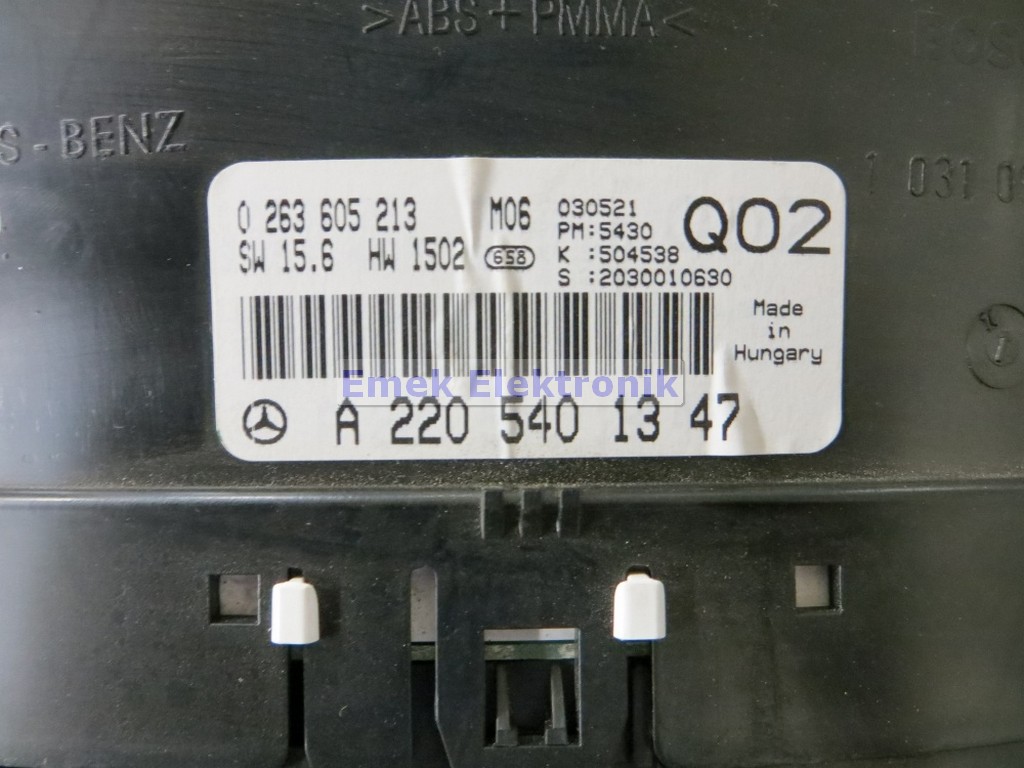 >ABS+PMMA<
S-BENZ
0 263 605 213 M06
SW 15.6 HW 1502 658
030521
PM:5430
K :504538
S :2030010630
Q02
Made
in
Hungary
Emek Elektronik
A 220 540 13 47
1 031 09